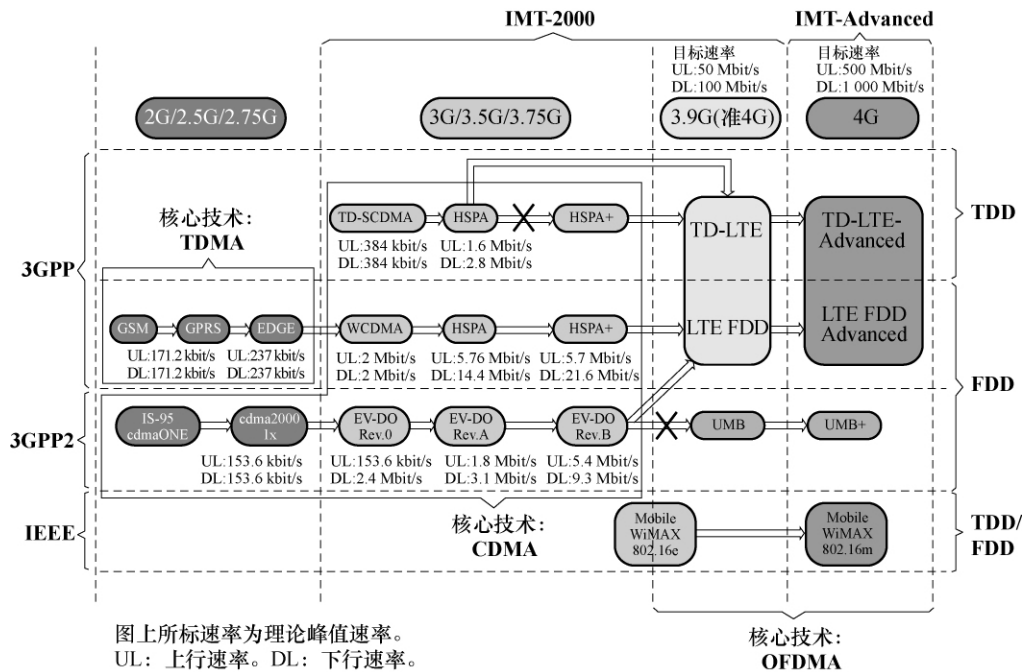 IMT-2000
IMT-Advanced
目标速率
UL:50 Mbit/s
DL:100 Mbit/s
目标速率
UL:500 Mbit/s
DL:1 000 Mbit/s
2G/2.5G/2.75G
3G/3.5G/3.75G
3.9G(准4G)
4G
3GPP
核心技术：
TDMA
TD-SCDMA
HSPA
HSPA+
UL:384 kbit/s
DL:384 kbit/s
UL:1.6 Mbit/s
DL:2.8 Mbit/s
TD-LTE
TD-LTE-
Advanced
TDD
GSM
GPRS
EDGE
UL:171.2 kbit/s
DL:171.2 kbit/s
UL:237 kbit/s
DL:237 kbit/s
WCDMA
HSPA
HSPA+
UL:2 Mbit/s
DL:2 Mbit/s
UL:5.76 Mbit/s
DL:14.4 Mbit/s
UL:5.7 Mbit/s
DL:21.6 Mbit/s
LTE FDD
LTE FDD
Advanced
FDD
3GPP2
IS-95
cdmaONE
cdma2000
1x
UL:153.6 kbit/s
DL:153.6 kbit/s
EV-DO
Rev.0
UL:153.6 kbit/s
DL:2.4 Mbit/s
EV-DO
Rev.A
UL:1.8 Mbit/s
DL:3.1 Mbit/s
EV-DO
Rev.B
UL:5.4 Mbit/s
DL:9.3 Mbit/s
UMB
UMB+
IEEE
核心技术：
CDMA
Mobile
WiMAX
802.16e
Mobile
WiMAX
802.16m
TDD/
FDD
图上所标速率为理论峰值速率。
UL：上行速率。DL：下行速率。
核心技术：
OFDMA